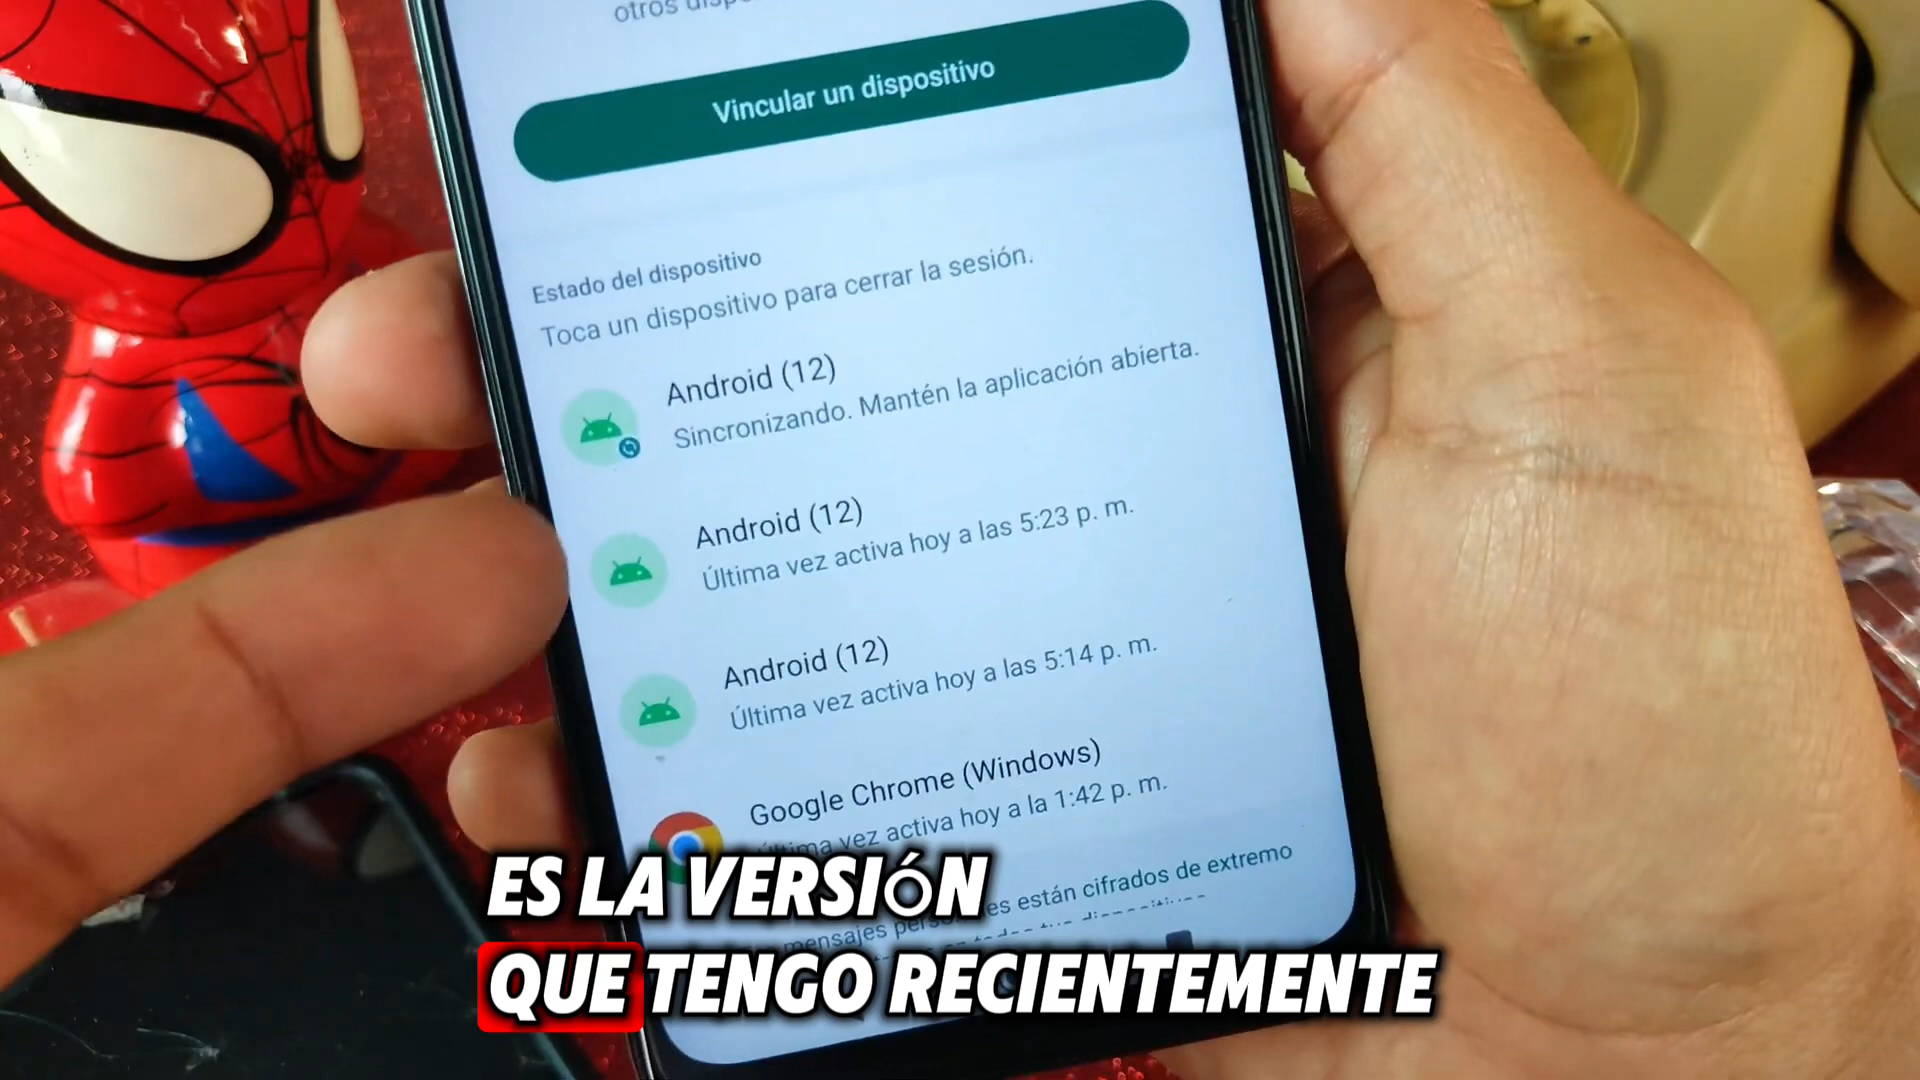 otros
Vincular un dispositivo
Estado del dispositivo
Toca un dispositivo para cerrar la sesión.
Android (12)
Sincronizando. Mantén la aplicación abierta.
Android (12)
Última vez activa hoy a las 5:23 p. m.
Android (12)
Última vez activa hoy a las 5:14 p. m.
Google Chrome (Windows)
vez activa hoy a la 1:42 p. m.
mensajes están cifrados de extremo
ES LA VERSIÓN
QUE TENGO RECIENTEMENTE